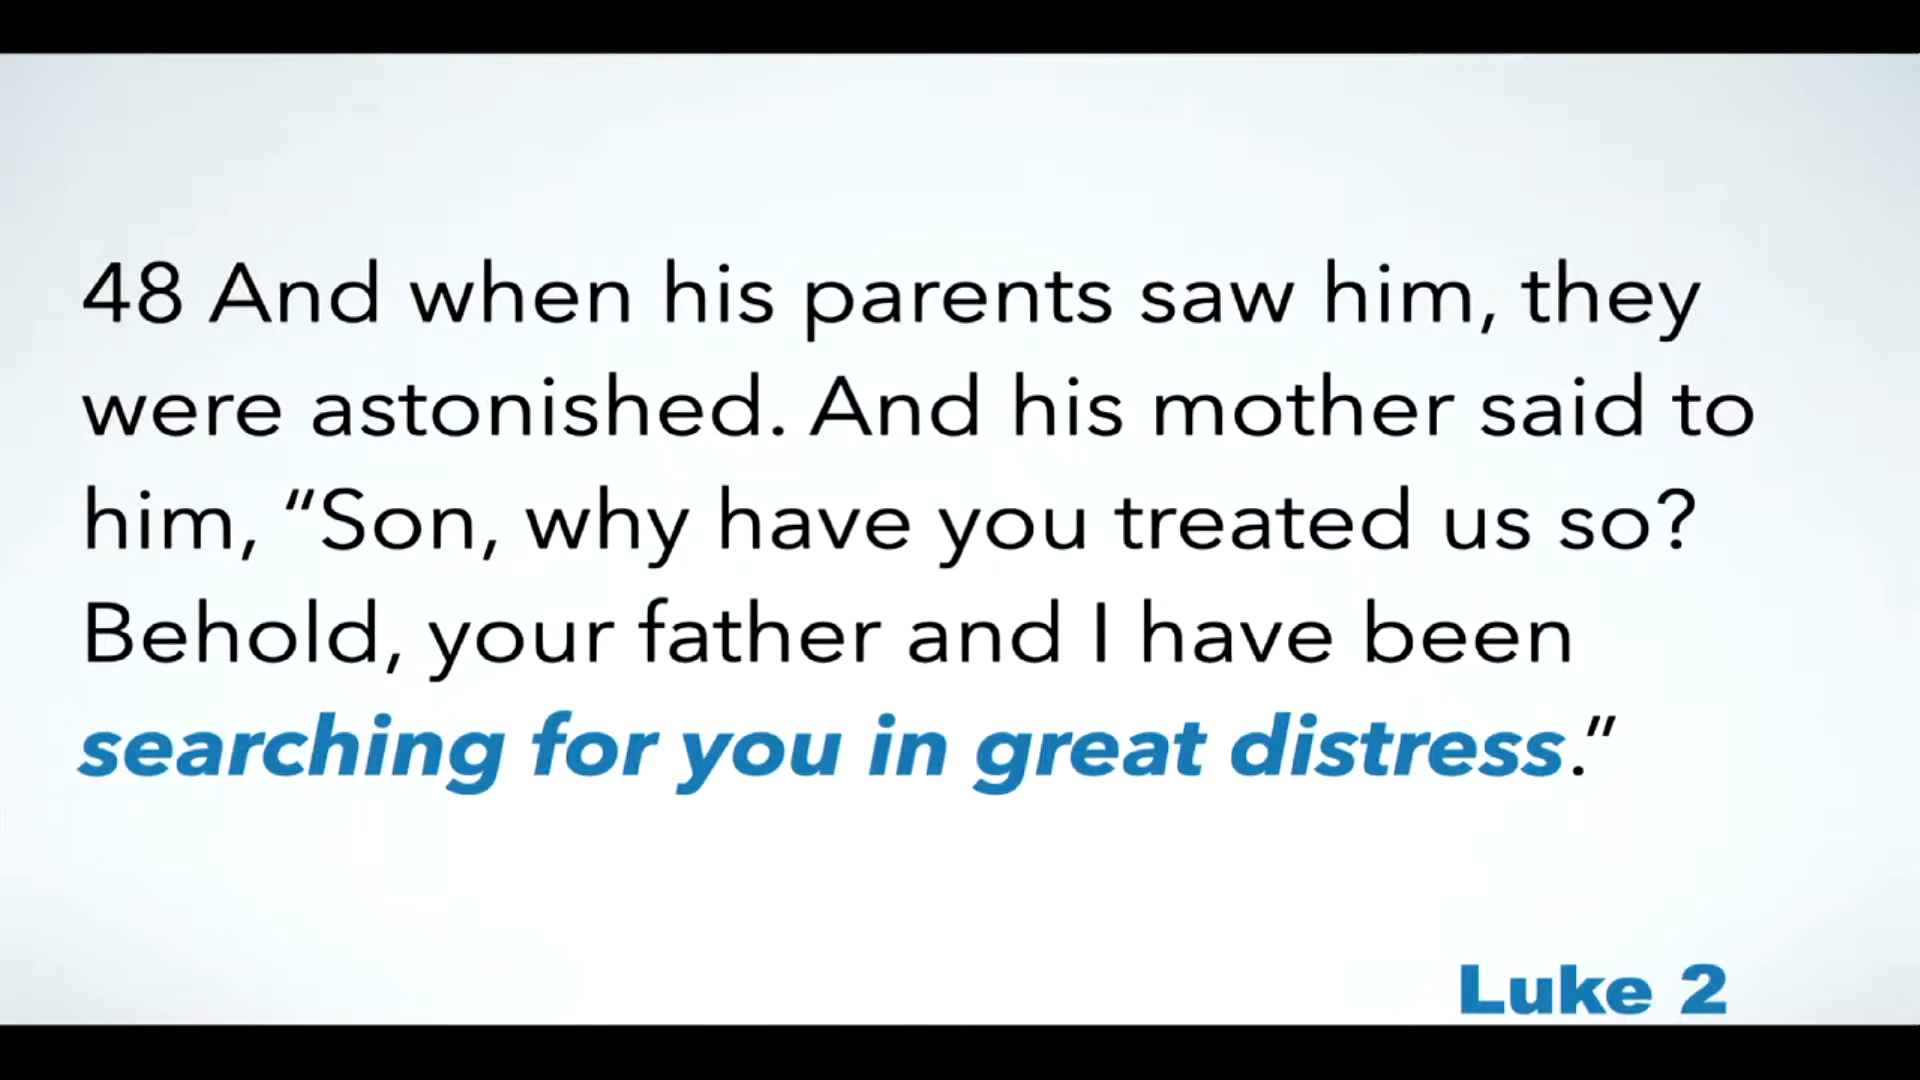 48 And when his parents saw him, they
were astonished. And his mother said to
him, “Son, why have you treated us so?
Behold, your father and I have been
searching for you in great distress.”
Luke 2